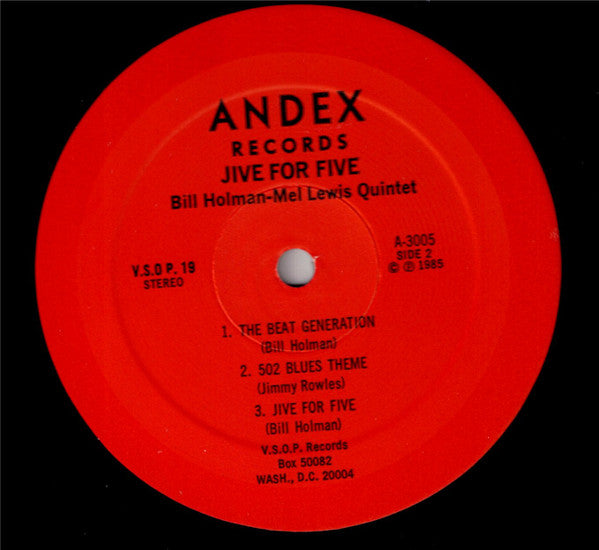 ANDEX
RECORDS
JIVE FOR FIVE
Bill Holman-Mel Lewis Quintet
V.S.O P. 19
STEREO
A-3005
SIDE 2
© ℗ 1985
1. THE BEAT GENERATION
(Bill Holman)
2. 502 BLUES THEME
(Jimmy Rowles)
3. JIVE FOR FIVE
(Bill Holman)
V.S.O.P. Records
Box 50082
WASH., D.C. 20004